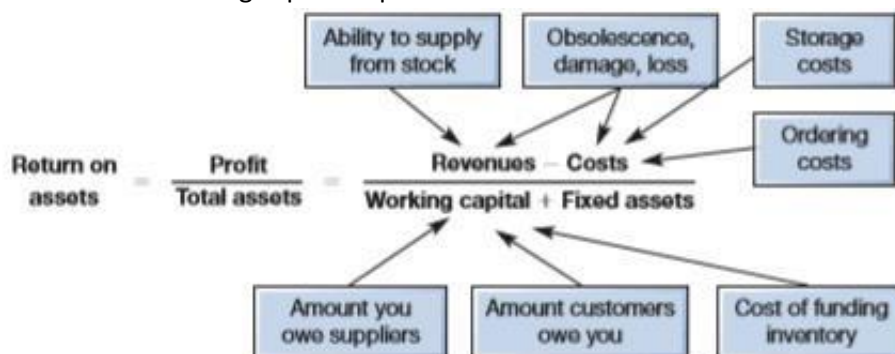 Ability to supply
from stock
Obsolescence,
damage, loss
Storage
costs
Ordering
costs
Return on
assets
=
Profit
Total assets
=
Revenues – Costs
Working capital + Fixed assets
Amount you
owe suppliers
Amount customers
owe you
Cost of funding
inventory